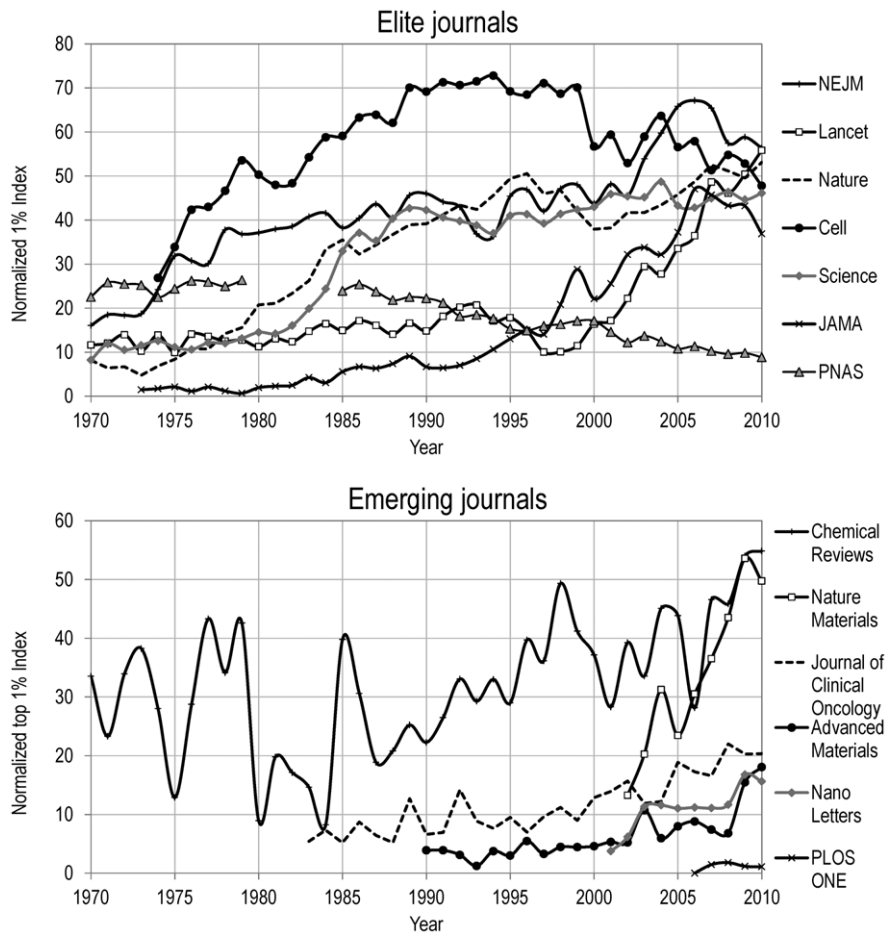 Elite journals
Normalized 1% Index
80
70
60
50
40
30
20
10
0
1970 1975 1980 1985 1990 1995 2000 2005 2010
Year
NEJM
Lancet
Nature
Cell
Science
JAMA
PNAS
Emerging journals
Normalized top 1% Index
60
50
40
30
20
10
0
1970 1975 1980 1985 1990 1995 2000 2005 2010
Year
Chemical
Reviews
Nature
Materials
Journal of
Clinical
Oncology
Advanced
Materials
Nano
Letters
PLOS
ONE